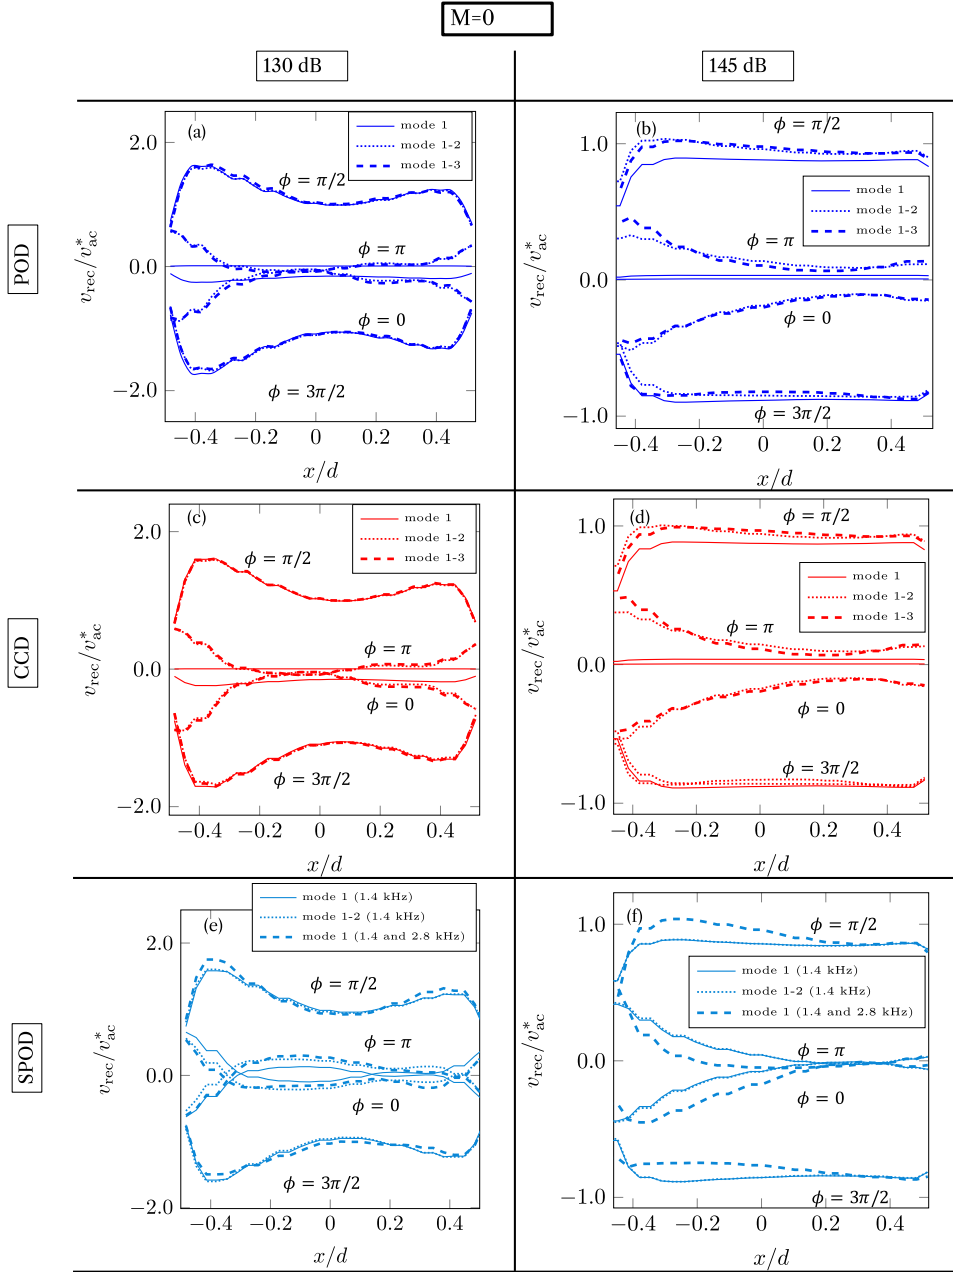 M=0
130 dB
145 dB
POD
(a)
mode 1
mode 1-2
mode 1-3
2.0
0.0
−2.0
ϕ = π/2
ϕ = π
ϕ = 0
ϕ = 3π/2
v_rec/v*_ac
−0.4 −0.2 0 0.2 0.4
x/d
(b)
ϕ = π/2
mode 1
mode 1-2
mode 1-3
1.0
0.0
−1.0
ϕ = π
ϕ = 0
ϕ = 3π/2
v_rec/v*_ac
−0.4 −0.2 0 0.2 0.4
x/d
CCD
(c)
mode 1
mode 1-2
mode 1-3
2.0
0.0
−2.0
ϕ = π/2
ϕ = π
ϕ = 0
ϕ = 3π/2
v_rec/v*_ac
−0.4 −0.2 0 0.2 0.4
x/d
(d)
ϕ = π/2
mode 1
mode 1-2
mode 1-3
1.0
0.0
−1.0
ϕ = π
ϕ = 0
ϕ = 3π/2
v_rec/v*_ac
−0.4 −0.2 0 0.2 0.4
x/d
SPOD
mode 1 (1.4 kHz)
mode 1-2 (1.4 kHz)
mode 1 (1.4 and 2.8 kHz)
(e)
2.0
0.0
−2.0
ϕ = π/2
ϕ = π
ϕ = 0
ϕ = 3π/2
v_rec/v*_ac
−0.4 −0.2 0 0.2 0.4
x/d
(f)
ϕ = π/2
mode 1 (1.4 kHz)
mode 1-2 (1.4 kHz)
mode 1 (1.4 and 2.8 kHz)
1.0
0.0
−1.0
ϕ = π
ϕ = 0
ϕ = 3π/2
v_rec/v*_ac
−0.4 −0.2 0 0.2 0.4
x/d